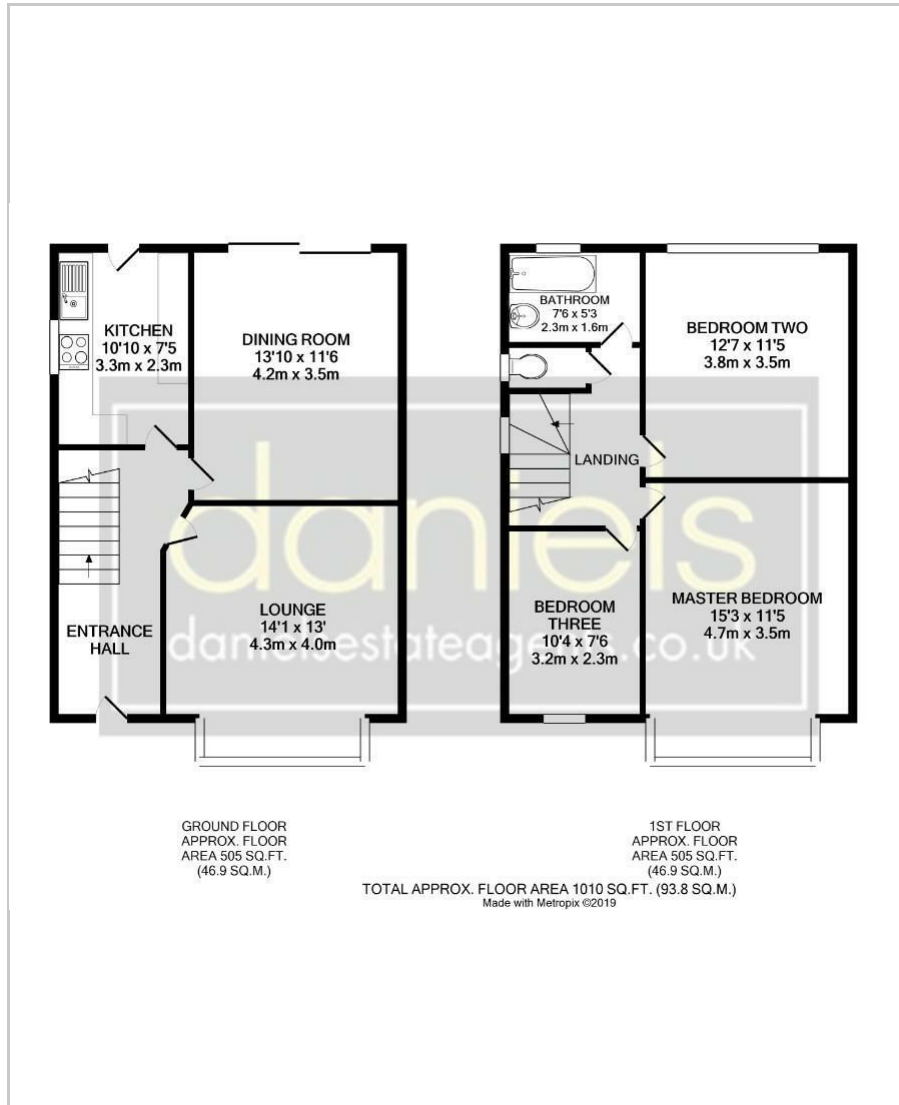 KITCHEN
10'10 x 7'5
3.3m x 2.3m
DINING ROOM
13'10 x 11'6
4.2m x 3.5m
LOUNGE
14'1 x 13'
4.3m x 4.0m
ENTRANCE
HALL
BATHROOM
7'6 x 5'3
2.3m x 1.6m
BEDROOM TWO
12'7 x 11'5
3.8m x 3.5m
LANDING
MASTER BEDROOM
15'3 x 11'5
4.7m x 3.5m
BEDROOM
THREE
10'4 x 7'6
3.2m x 2.3m
daniels
danielsestateagents.co.uk
GROUND FLOOR
APPROX. FLOOR
AREA 505 SQ.FT.
(46.9 SQ.M.)
1ST FLOOR
APPROX. FLOOR
AREA 505 SQ.FT.
(46.9 SQ.M.)
TOTAL APPROX. FLOOR AREA 1010 SQ.FT. (93.8 SQ.M.)
Made with Metropix ©2019